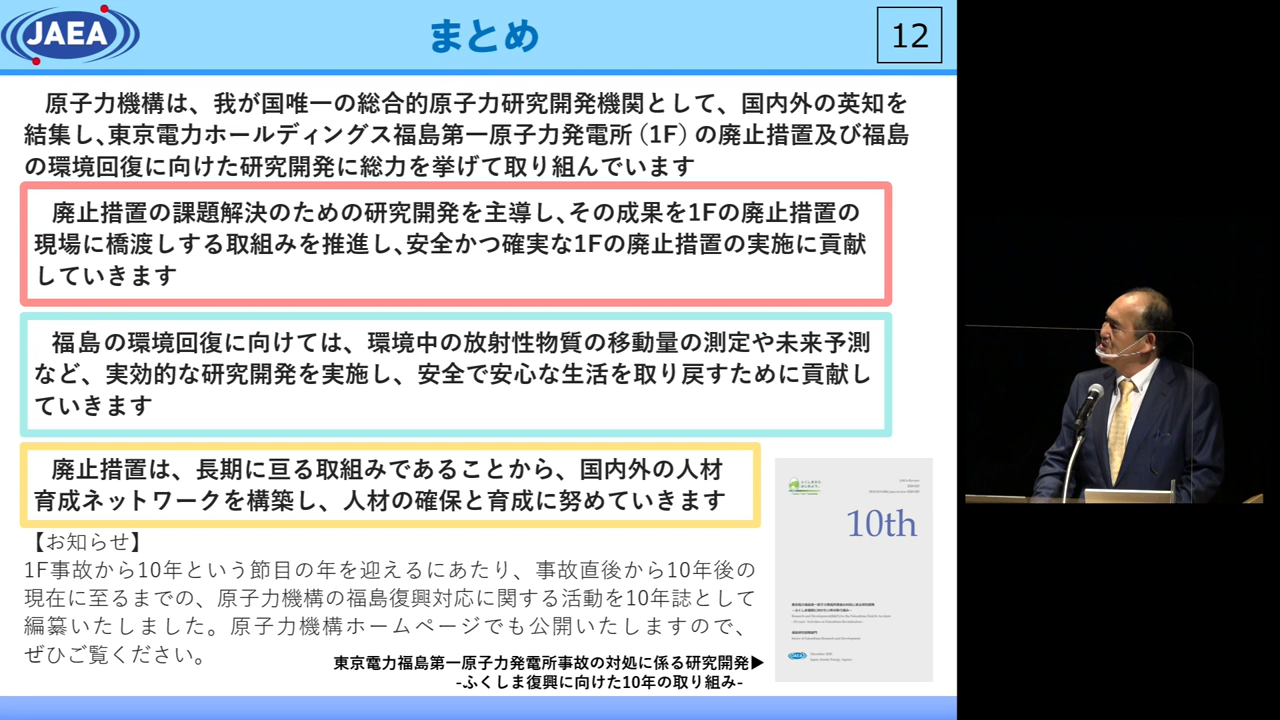 JAEA
まとめ
12
原子力機構は、我が国唯一の総合的原子力研究開発機関として、国内外の英知を
結集し、東京電力ホールディングス福島第一原子力発電所（1F）の廃止措置及び福島
の環境回復に向けた研究開発に総力を挙げて取り組んでいます
廃止措置の課題解決のための研究開発を主導し、その成果を1Fの廃止措置の
現場に橋渡しする取組みを推進し、安全かつ確実な1Fの廃止措置の実施に貢献
していきます
福島の環境回復に向けては、環境中の放射性物質の移動量の測定や未来予測
など、実効的な研究開発を実施し、安全で安心な生活を取り戻すために貢献し
ていきます
廃止措置は、長期に亘る取組みであることから、国内外の人材
育成ネットワークを構築し、人材の確保と育成に努めていきます
【お知らせ】
1F事故から10年という節目の年を迎えるにあたり、事故直後から10年後の
現在に至るまでの、原子力機構の福島復興対応に関する活動を10年誌として
編纂いたしました。原子力機構ホームページでも公開いたしますので、
ぜひご覧ください。
10th
東京電力福島第一原子力発電所事故の対処に係る研究開発▶
-ふくしま復興に向けた10年の取り組み-